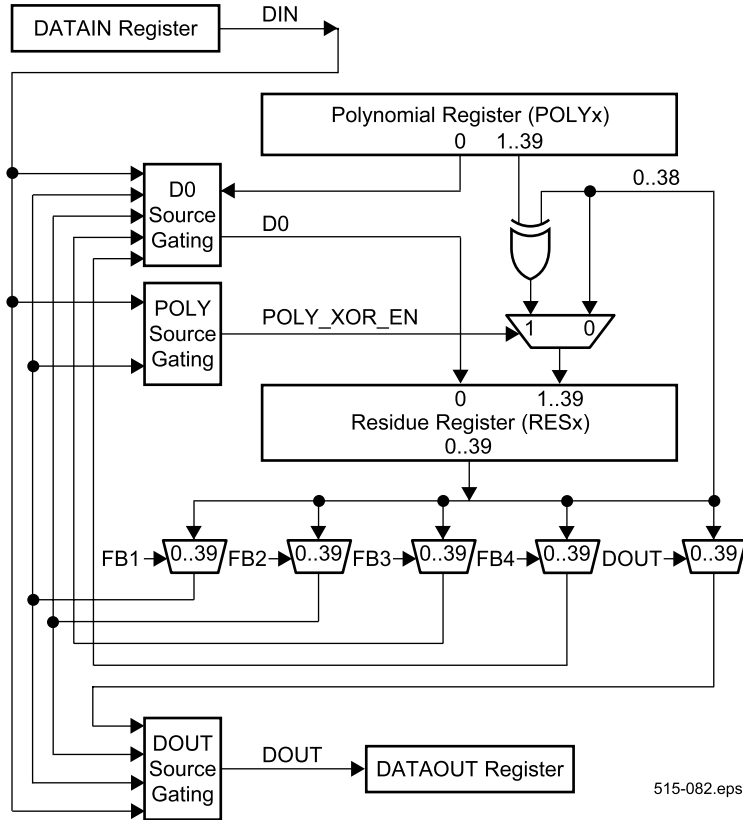 DATAIN Register
DIN
Polynomial Register (POLYx)
0 1..39
0..38
D0
Source
Gating
D0
POLY
Source
Gating
POLY_XOR_EN
1 0
0 1..39
Residue Register (RESx)
0..39
FB1 0..39 FB2 0..39 FB3 0..39 FB4 0..39 DOUT 0..39
DOUT
Source
Gating
DOUT
DATAOUT Register
515-082.eps